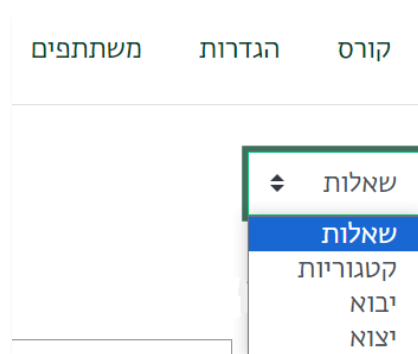 קורס הגדרות משתתפים
שאלות
שאלות
קטגוריות
יבוא
יצוא